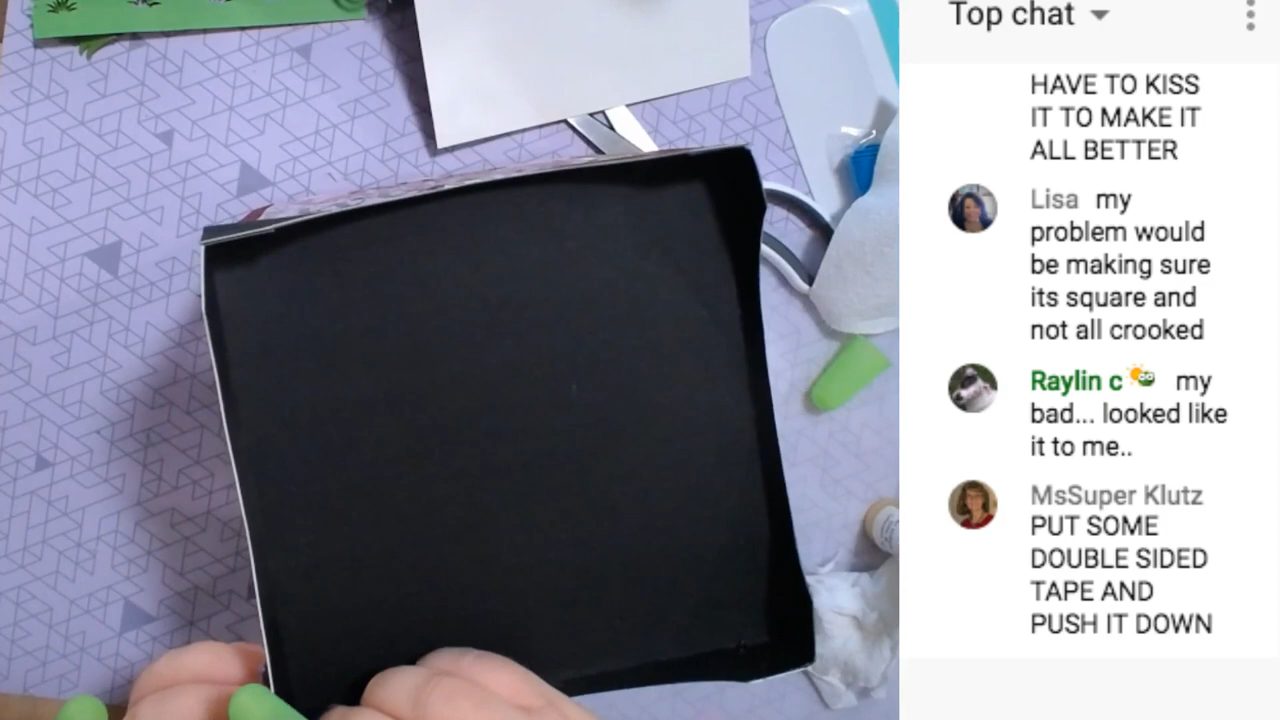 Top chat
HAVE TO KISS
IT TO MAKE IT
ALL BETTER
Lisa my
problem would
be making sure
its square and
not all crooked
Raylin c my
bad... looked like
it to me..
MsSuper Klutz
PUT SOME
DOUBLE SIDED
TAPE AND
PUSH IT DOWN